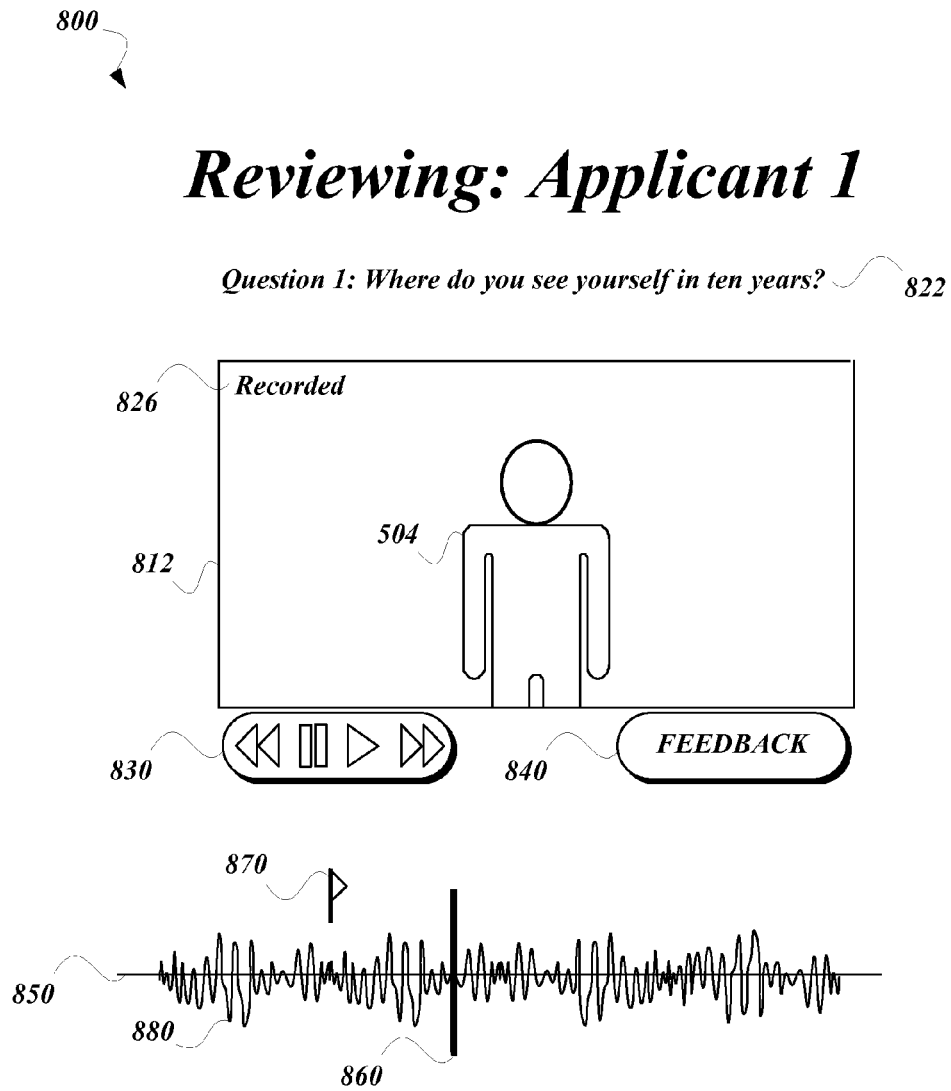 800
Reviewing: Applicant 1
Question 1: Where do you see yourself in ten years?
822
826
Recorded
504
812
830
840
FEEDBACK
870
850
880
860